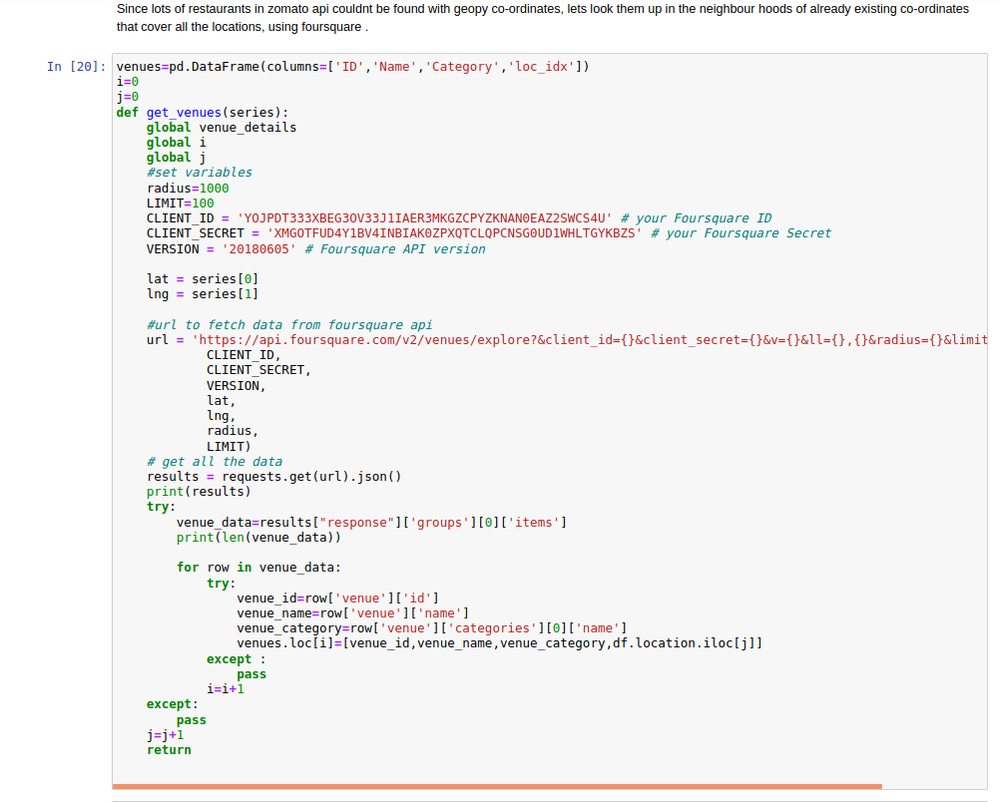 Since lots of restaurants in zomato api couldnt be found with geopy co-ordinates, lets look them up in the neighbour hoods of already existing co-ordinates
that cover all the locations, using foursquare .
In [20]: venues=pd.DataFrame(columns=['ID','Name','Category','loc_idx'])
i=0
j=0
def get_venues(series):
    global venue_details
    global i
    global j
    #set variables
    radius=1000
    LIMIT=100
    CLIENT_ID = 'YOJPDT333XBEG3OV33J1IAER3MKGZCPYZKNAN0EAZ2SWCS4U' # your Foursquare ID
    CLIENT_SECRET = 'XMGOTFUD4Y1BV4INBIAK0ZPXQTCLQPCNSG0UD1WHLTGYKBZS' # your Foursquare Secret
    VERSION = '20180605' # Foursquare API version
    lat = series[0]
    lng = series[1]
    #url to fetch data from foursquare api
    url = 'https://api.foursquare.com/v2/venues/explore?&client_id={}&client_secret={}&v={}&ll={},{}&radius={}&limit
            CLIENT_ID,
            CLIENT_SECRET,
            VERSION,
            lat,
            lng,
            radius,
            LIMIT)
    # get all the data
    results = requests.get(url).json()
    print(results)
    try:
        venue_data=results["response"]['groups'][0]['items']
        print(len(venue_data))
        for row in venue_data:
            try:
                venue_id=row['venue']['id']
                venue_name=row['venue']['name']
                venue_category=row['venue']['categories'][0]['name']
                venues.loc[i]=[venue_id,venue_name,venue_category,df.location.iloc[j]]
            except :
                pass
            i=i+1
    except:
        pass
    j=j+1
    return